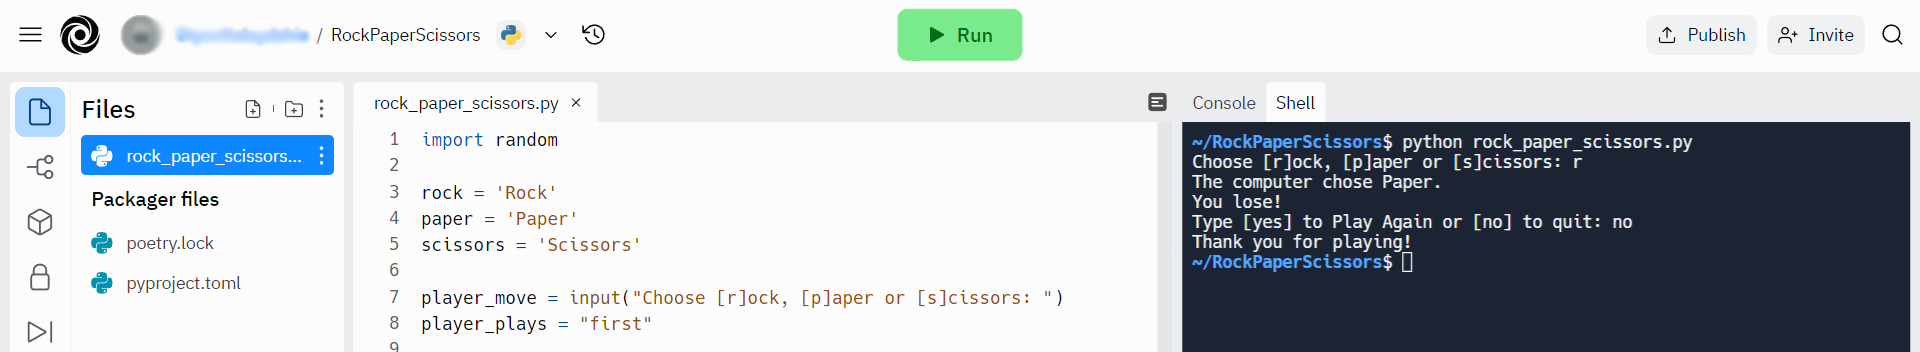 / RockPaperScissors
Run
Publish
Invite
Files
rock_paper_scissors...
Packager files
poetry.lock
pyproject.toml
rock_paper_scissors.py ×
1 import random
2
3 rock = 'Rock'
4 paper = 'Paper'
5 scissors = 'Scissors'
6
7 player_move = input("Choose [r]ock, [p]aper or [s]cissors: ")
8 player_plays = "first"
9
Console Shell
~/RockPaperScissors$ python rock_paper_scissors.py
Choose [r]ock, [p]aper or [s]cissors: r
The computer chose Paper.
You lose!
Type [yes] to Play Again or [no] to quit: no
Thank you for playing!
~/RockPaperScissors$